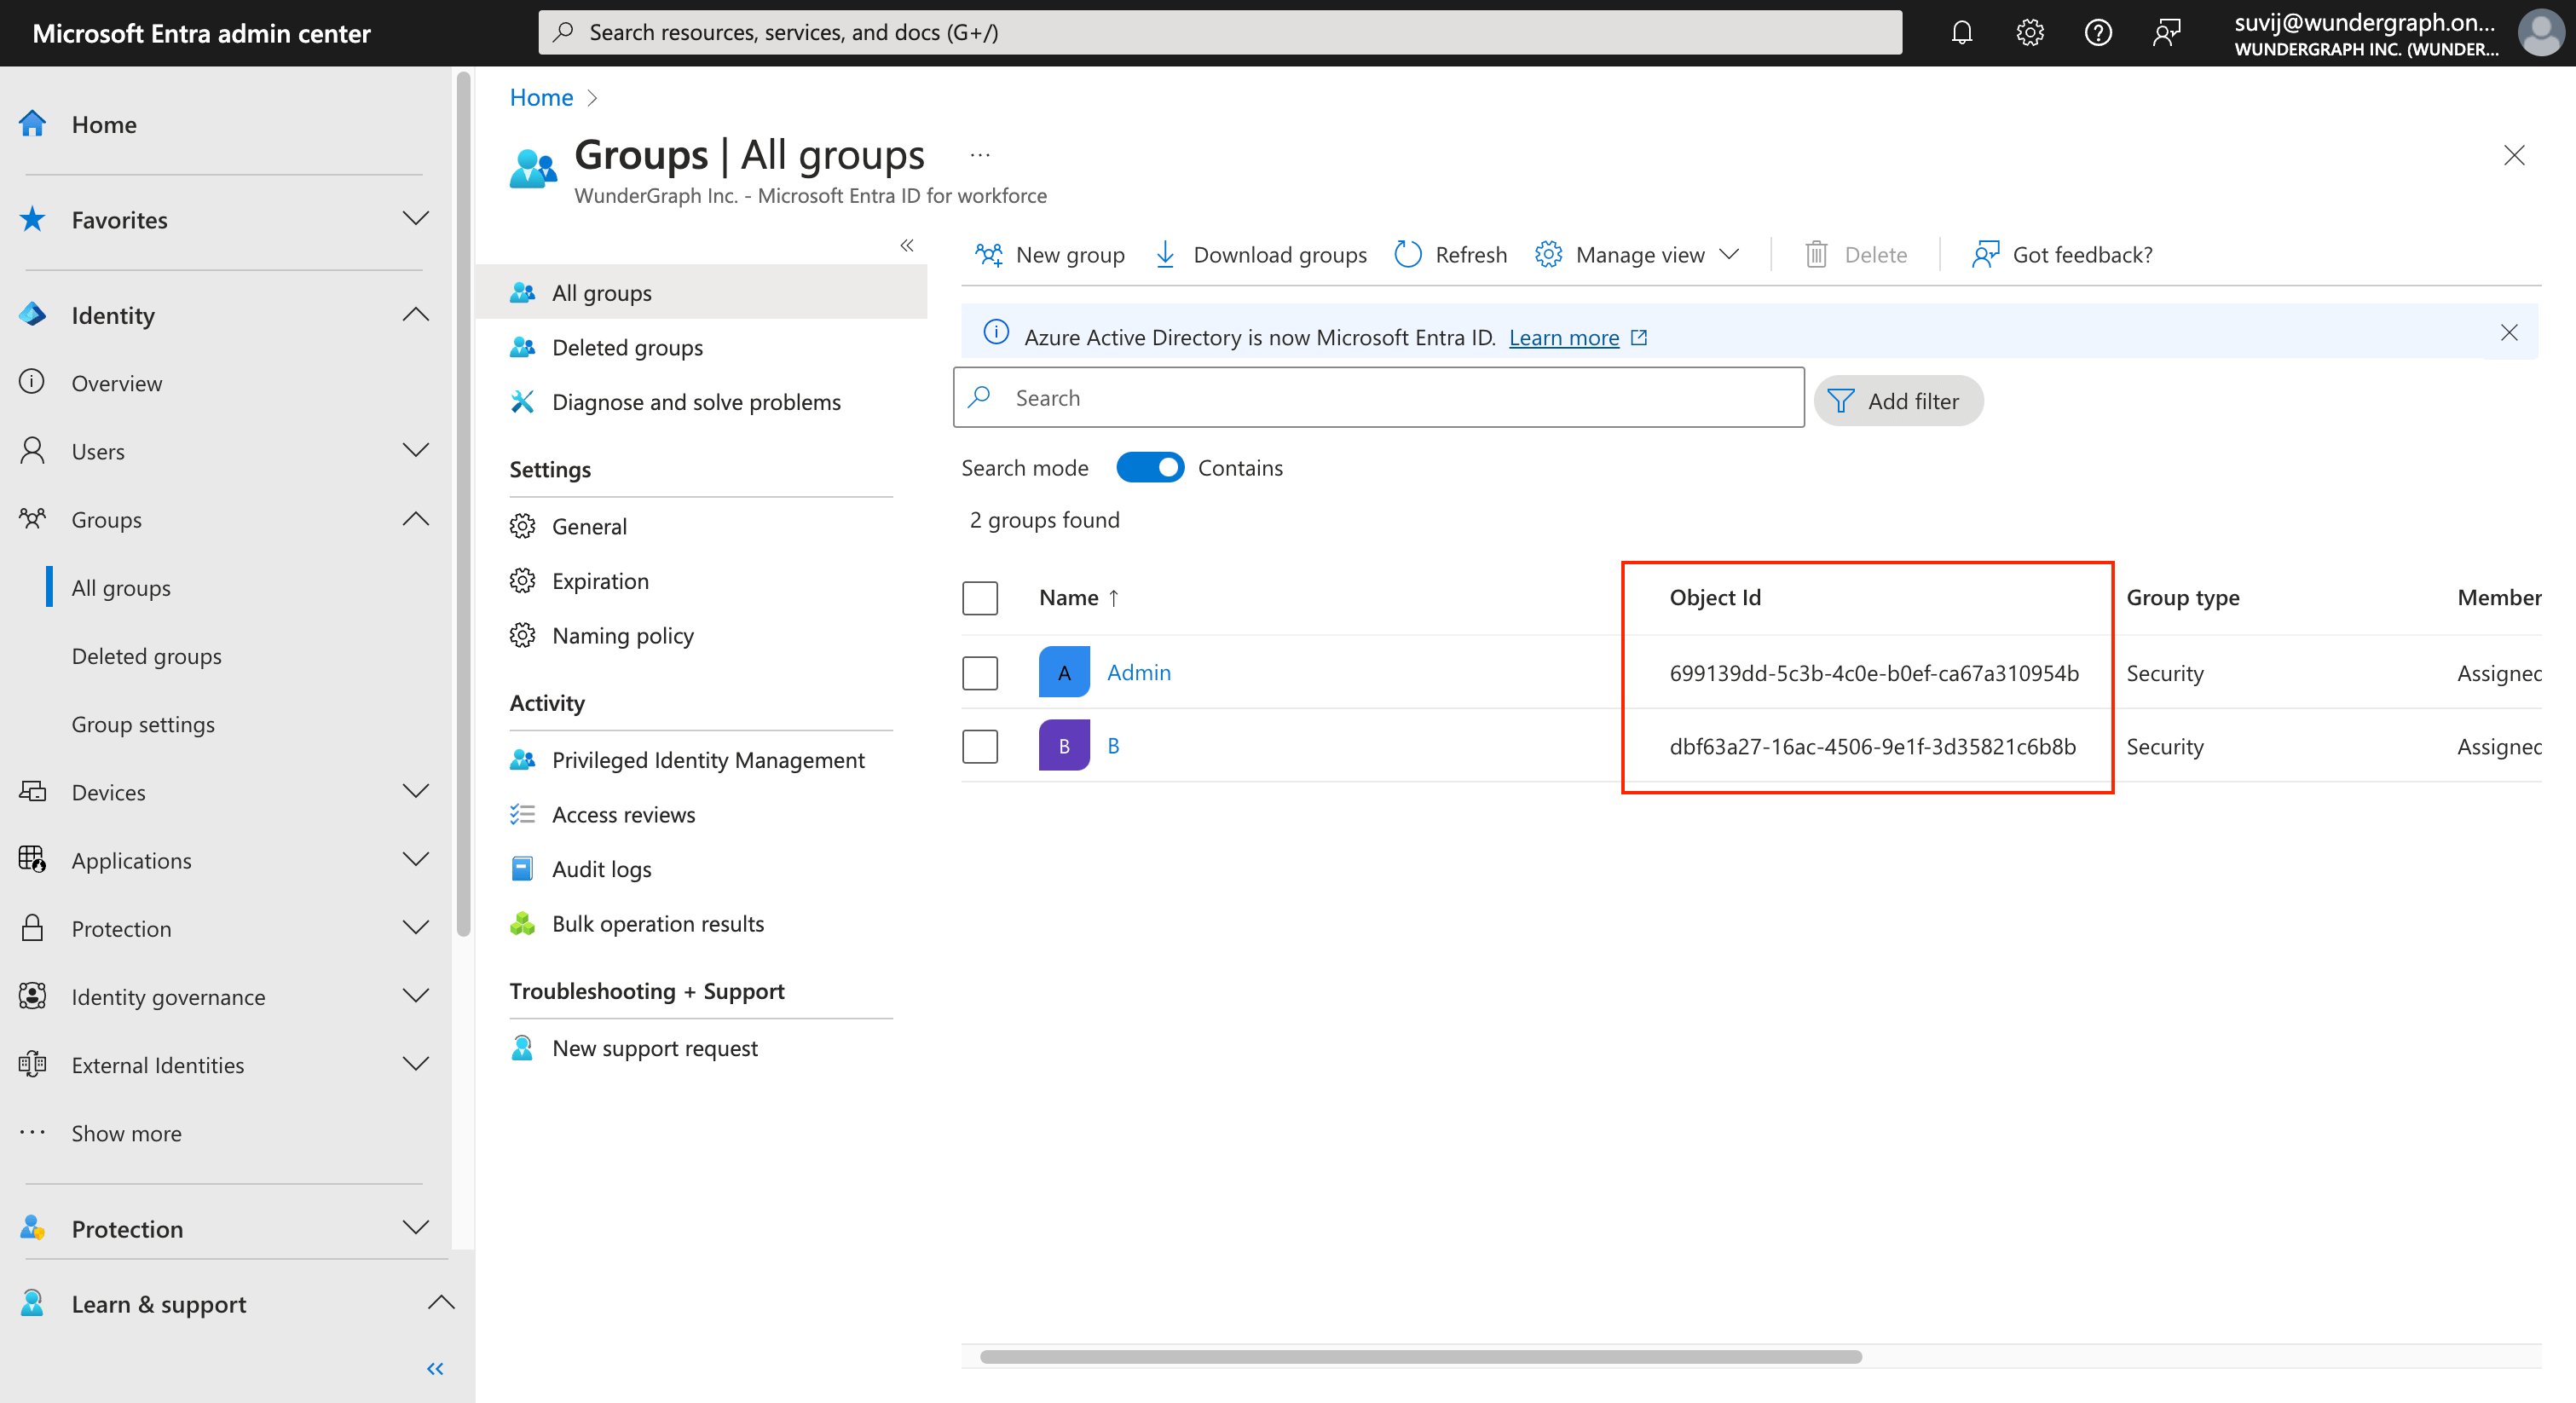 Microsoft Entra admin center
Search resources, services, and docs (G+/)
suvij@wundergraph.on...
WUNDERGRAPH INC. (WUNDER...
Home
Favorites
Identity
Overview
Users
Groups
All groups
Deleted groups
Group settings
Devices
Applications
Protection
Identity governance
External Identities
Show more
Protection
Learn & support
Home
Groups | All groups
WunderGraph Inc. - Microsoft Entra ID for workforce
All groups
Deleted groups
Diagnose and solve problems
Settings
General
Expiration
Naming policy
Activity
Privileged Identity Management
Access reviews
Audit logs
Bulk operation results
Troubleshooting + Support
New support request
New group Download groups Refresh Manage view Delete Got feedback?
Azure Active Directory is now Microsoft Entra ID. Learn more
Search Add filter
Search mode Contains
2 groups found
Name ↑ Object Id Group type Member
A Admin 699139dd-5c3b-4c0e-b0ef-ca67a310954b Security Assigned
B B dbf63a27-16ac-4506-9e1f-3d35821c6b8b Security Assigned